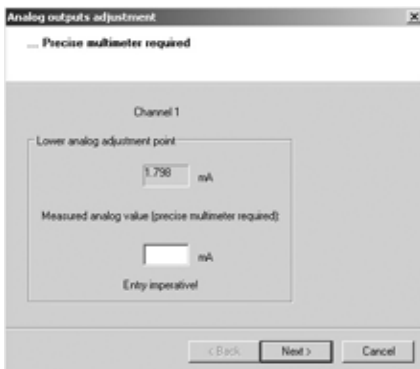 Analog outputs adjustment
... Precise multimeter required
Channel 1
Lower analog adjustment point
1.798 mA
Measured analog value (precise multimeter required):
mA
Entry imperative!
< Back Next > Cancel